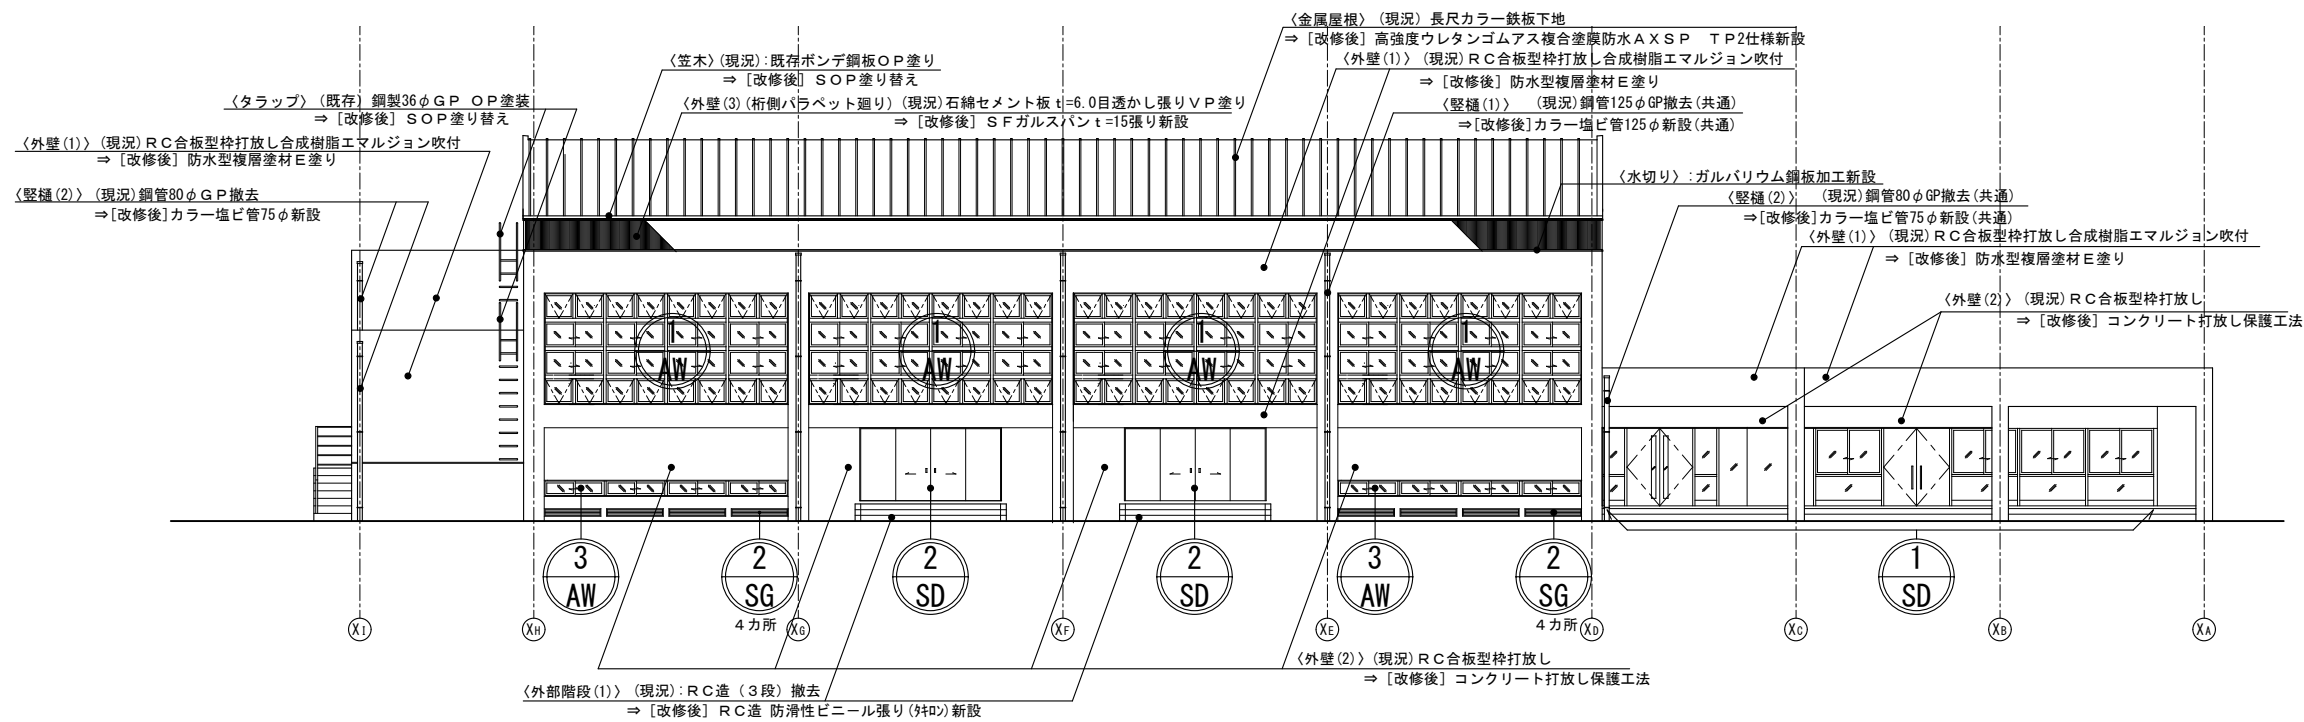 〈金属屋根〉 (現況) 長尺カラー鉄板下地
⇒ [改修後] 高強度ウレタンゴムアス複合塗膜防水AXSP TP2仕様新設
〈笠木〉(現況):既存ボンデ鋼板OP塗り
⇒ [改修後] SOP塗り替え
〈外壁(1)〉 (現況) RC合板型枠打放し合成樹脂エマルジョン吹付
⇒ [改修後] 防水型複層塗材E塗り
〈タラップ〉 (既存) 鋼製36φGP OP塗装
⇒ [改修後] SOP塗り替え
〈外壁(3)(桁側パラペット廻り) (現況)石綿セメント板t=6.0目透かし張りVP塗り
⇒ [改修後] SFガルスパンt=15張り新設
〈竪樋(1)〉 (現況)鋼管125φGP撤去(共通)
⇒[改修後]カラー塩ビ管125φ新設(共通)
〈外壁(1)〉 (現況) RC合板型枠打放し合成樹脂エマルジョン吹付
⇒ [改修後] 防水型複層塗材E塗り
〈水切り〉:ガルバリウム鋼板加工新設
〈竪樋(2)〉 (現況)鋼管80φGP撤去
⇒[改修後]カラー塩ビ管75φ新設
〈竪樋(2)〉 (現況)鋼管80φGP撤去(共通)
⇒[改修後]カラー塩ビ管75φ新設(共通)
〈外壁(1)〉 (現況) RC合板型枠打放し合成樹脂エマルジョン吹付
⇒ [改修後] 防水型複層塗材E塗り
〈外壁(2)〉 (現況) RC合板型枠打放し
⇒ [改修後] コンクリート打放し保護工法
1 1 1 1
AW AW AW AW
3 2 2 2 3 2 1
AW SG SD SD AW SG SD
4カ所 4カ所
XI XH XG XF XE XD XC XB XA
〈外壁(2)〉 (現況) RC合板型枠打放し
⇒ [改修後] コンクリート打放し保護工法
〈外部階段(1)〉 (現況):RC造 (3段) 撤去
⇒ [改修後] RC造 防滑性ビニール張り(ﾀｷﾛﾝ)新設